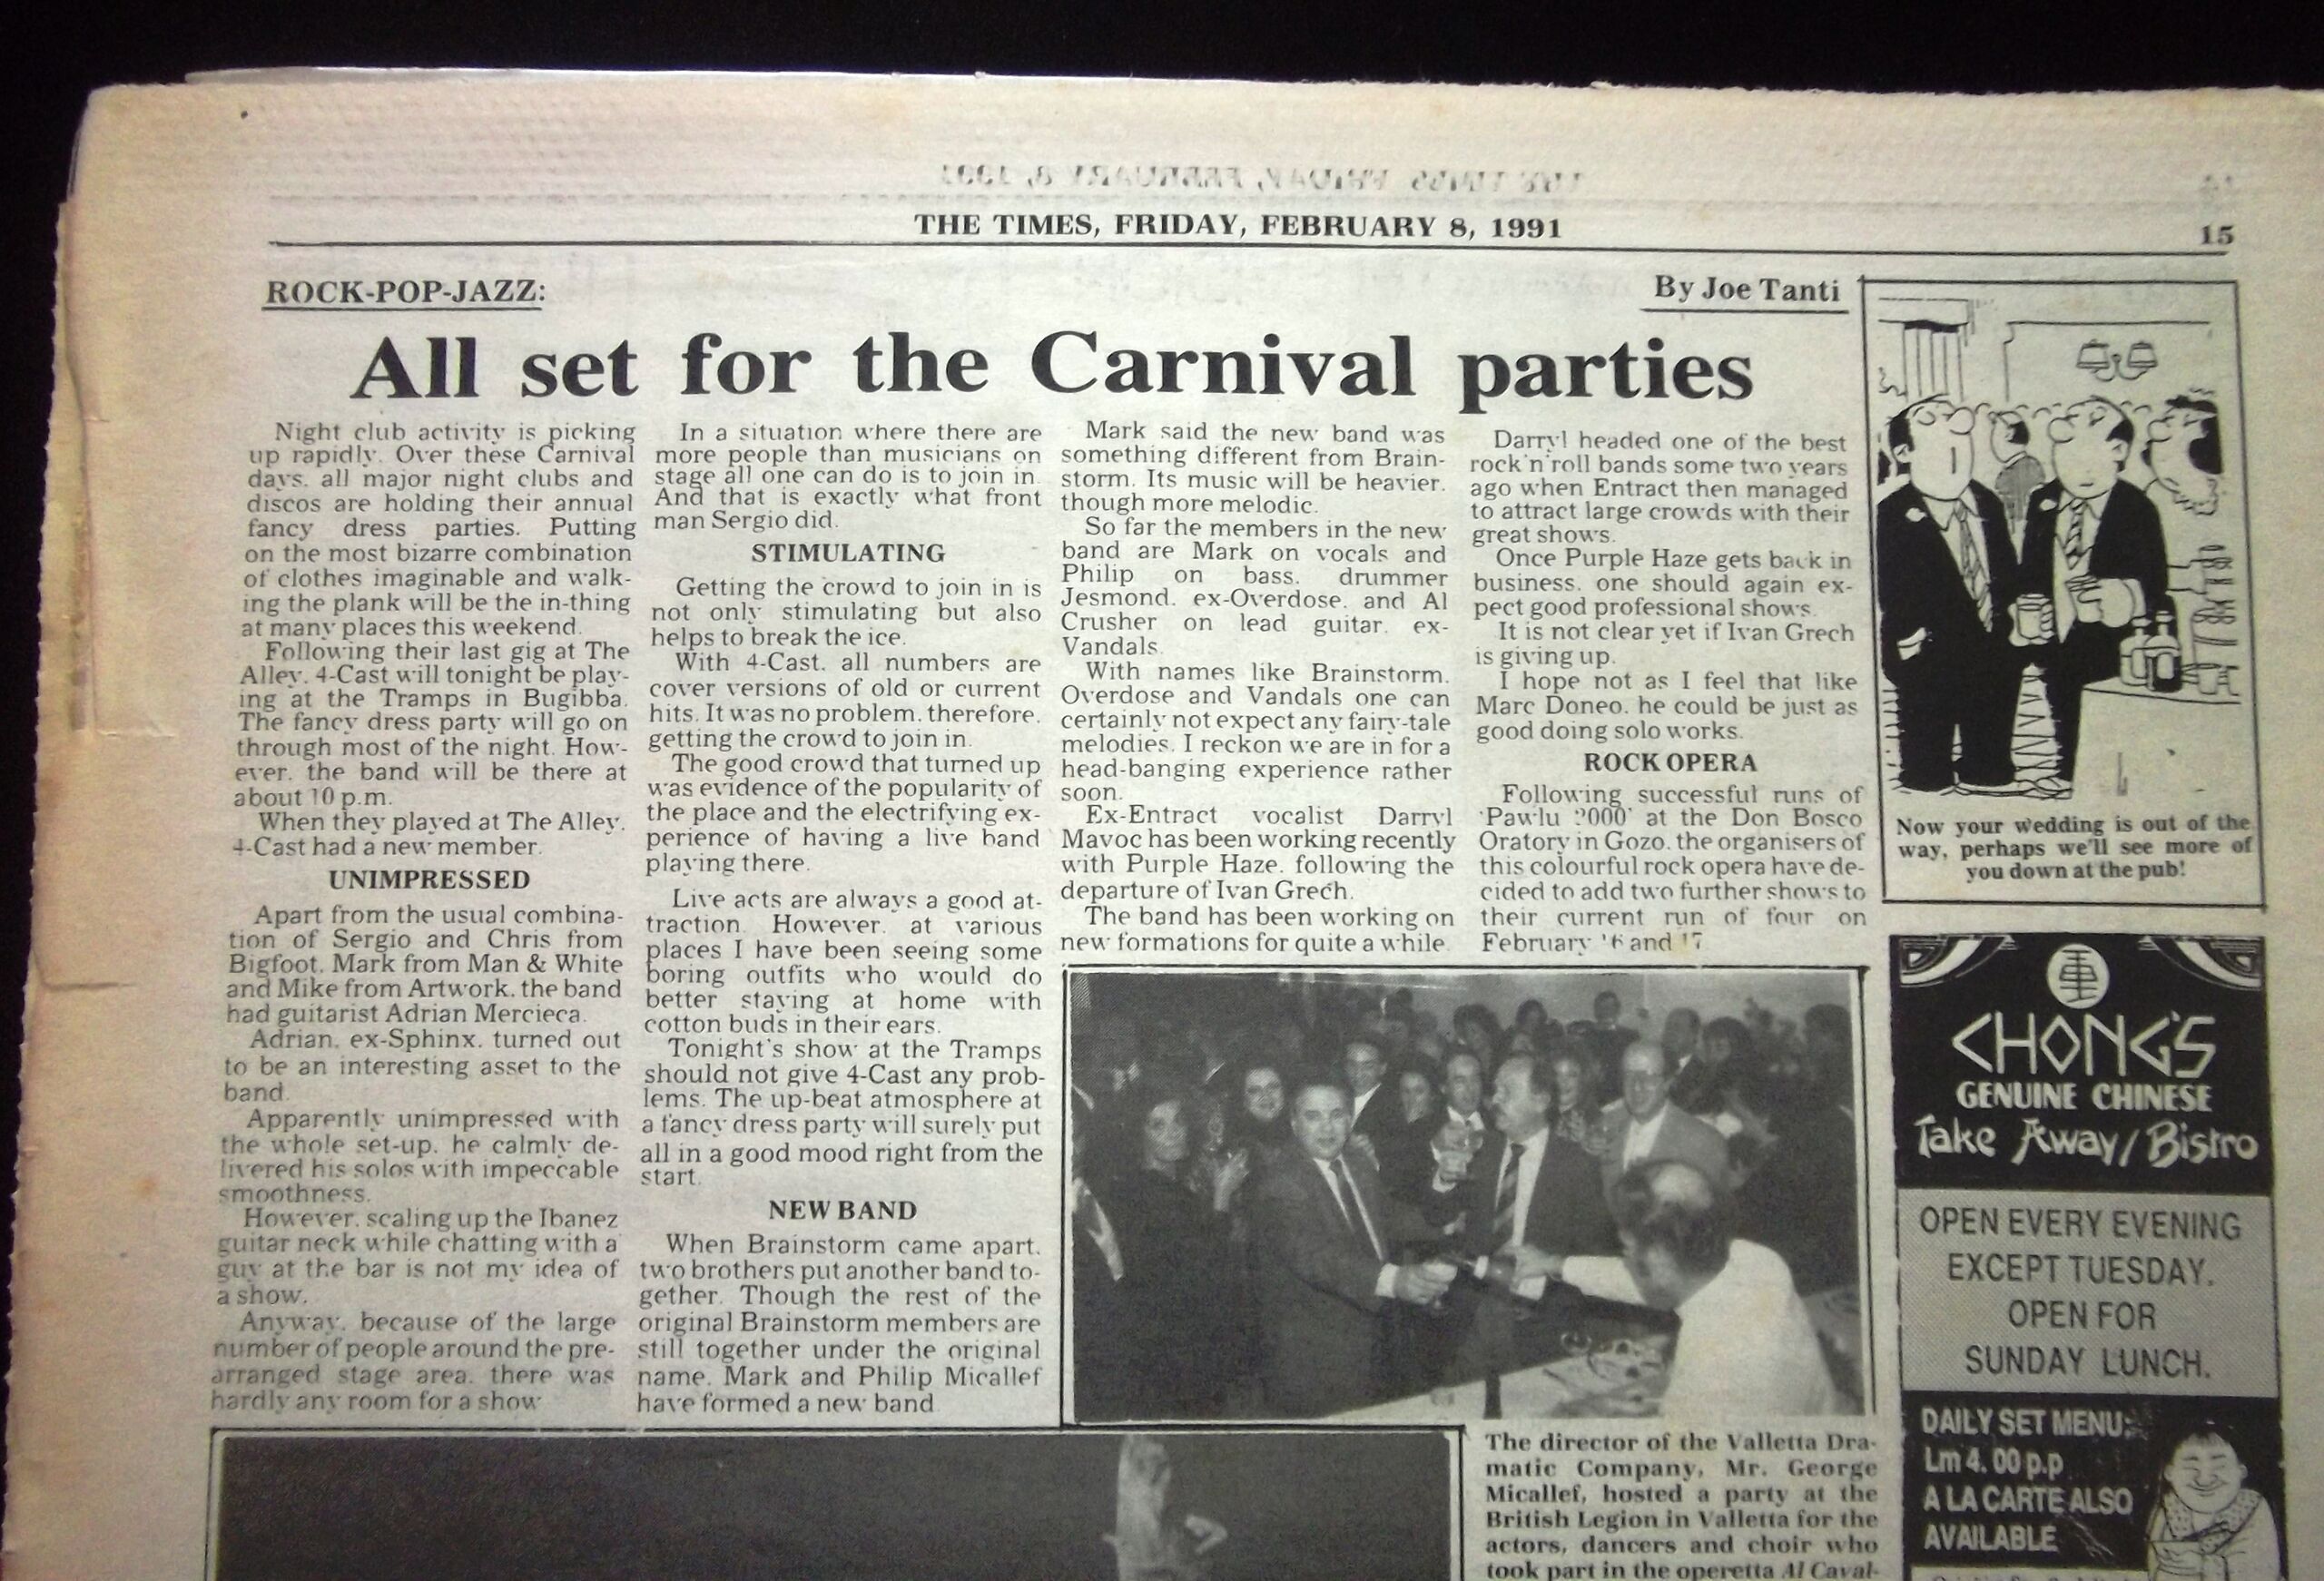 THE TIMES, FRIDAY, FEBRUARY 8, 1991
15
ROCK-POP-JAZZ:
By Joe Tanti
All set for the Carnival parties
Night club activity is picking
up rapidly. Over these Carnival
days, all major night clubs and
discos are holding their annual
fancy dress parties. Putting
on the most bizarre combination
of clothes imaginable and walk-
ing the plank will be the in-thing
at many places this weekend.
Following their last gig at The
Alley, 4-Cast will tonight be play-
ing at the Tramps in Bugibba.
The fancy dress party will go on
through most of the night. How-
ever, the band will be there at
about 10 p.m.
When they played at The Alley,
4-Cast had a new member.
UNIMPRESSED
Apart from the usual combina-
tion of Sergio and Chris from
Bigfoot, Mark from Man & White
and Mike from Artwork, the band
had guitarist Adrian Mercieca.
Adrian, ex-Sphinx, turned out
to be an interesting asset to the
band.
Apparently unimpressed with
the whole set-up, he calmly de-
livered his solos with impeccable
smoothness.
However, scaling up the Ibanez
guitar neck while chatting with a
guy at the bar is not my idea of
a show.
Anyway, because of the large
number of people around the pre-
arranged stage area, there was
hardly any room for a show
In a situation where there are
more people than musicians on
stage all one can do is to join in.
And that is exactly what front
man Sergio did.
STIMULATING
Getting the crowd to join in is
not only stimulating but also
helps to break the ice.
With 4-Cast, all numbers are
cover versions of old or current
hits. It was no problem, therefore,
getting the crowd to join in.
The good crowd that turned up
was evidence of the popularity of
the place and the electrifying ex-
perience of having a live band
playing there.
Live acts are always a good at-
traction. However, at various
places I have been seeing some
boring outfits who would do
better staying at home with
cotton buds in their ears.
Tonight's show at the Tramps
should not give 4-Cast any prob-
lems. The up-beat atmosphere at
a fancy dress party will surely put
all in a good mood right from the
start.
NEW BAND
When Brainstorm came apart,
two brothers put another band to-
gether. Though the rest of the
original Brainstorm members are
still together under the original
name, Mark and Philip Micallef
have formed a new band
Mark said the new band was
something different from Brain-
storm. Its music will be heavier,
though more melodic.
So far the members in the new
band are Mark on vocals and
Philip on bass, drummer
Jesmond, ex-Overdose, and Al
Crusher on lead guitar, ex-
Vandals.
With names like Brainstorm,
Overdose and Vandals one can
certainly not expect any fairy-tale
melodies. I reckon we are in for a
head-banging experience rather
soon.
Ex-Entract vocalist Darryl
Mavoc has been working recently
with Purple Haze, following the
departure of Ivan Grech.
The band has been working on
new formations for quite a while.
Darryl headed one of the best
rock'n'roll bands some two years
ago when Entract then managed
to attract large crowds with their
great shows.
Once Purple Haze gets back in
business, one should again ex-
pect good professional shows.
It is not clear yet if Ivan Grech
is giving up.
I hope not as I feel that like
Marc Doneo, he could be just as
good doing solo works.
ROCK OPERA
Following successful runs of
'Pawlu 2000' at the Don Bosco
Oratory in Gozo, the organisers of
this colourful rock opera have de-
cided to add two further shows to
their current run of four on
February 16 and 17.
Now your wedding is out of the
way, perhaps we'll see more of
you down at the pub!
CHONG'S
GENUINE CHINESE
Take Away/Bistro
OPEN EVERY EVENING
EXCEPT TUESDAY.
OPEN FOR
SUNDAY LUNCH.
DAILY SET MENU:
Lm 4. 00 p.p
A LA CARTE ALSO
AVAILABLE
The director of the Valletta Dra-
matic Company, Mr. George
Micallef, hosted a party at the
British Legion in Valletta for the
actors, dancers and choir who
took part in the operetta Al Caval-